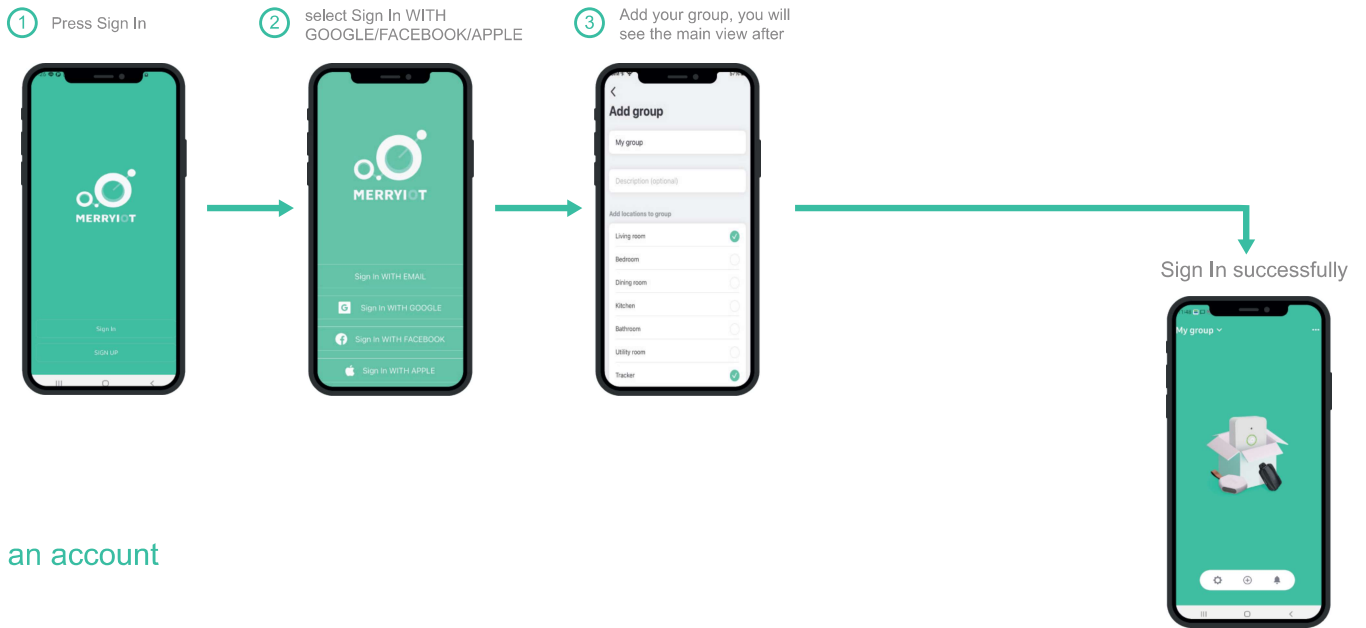 1
Press Sign In
2
select Sign In WITH
GOOGLE/FACEBOOK/APPLE
3
Add your group, you will
see the main view after
MERRYIOT
Sign In
SIGN UP
MERRYIOT
Sign In WITH EMAIL
Sign In WITH GOOGLE
Sign In WITH FACEBOOK
Sign In WITH APPLE
Add group
My group
Description (optional)
Add locations to group
Living room
Bedroom
Dining room
Kitchen
Bathroom
Utility room
Tracker
Sign In successfully
My group
an account